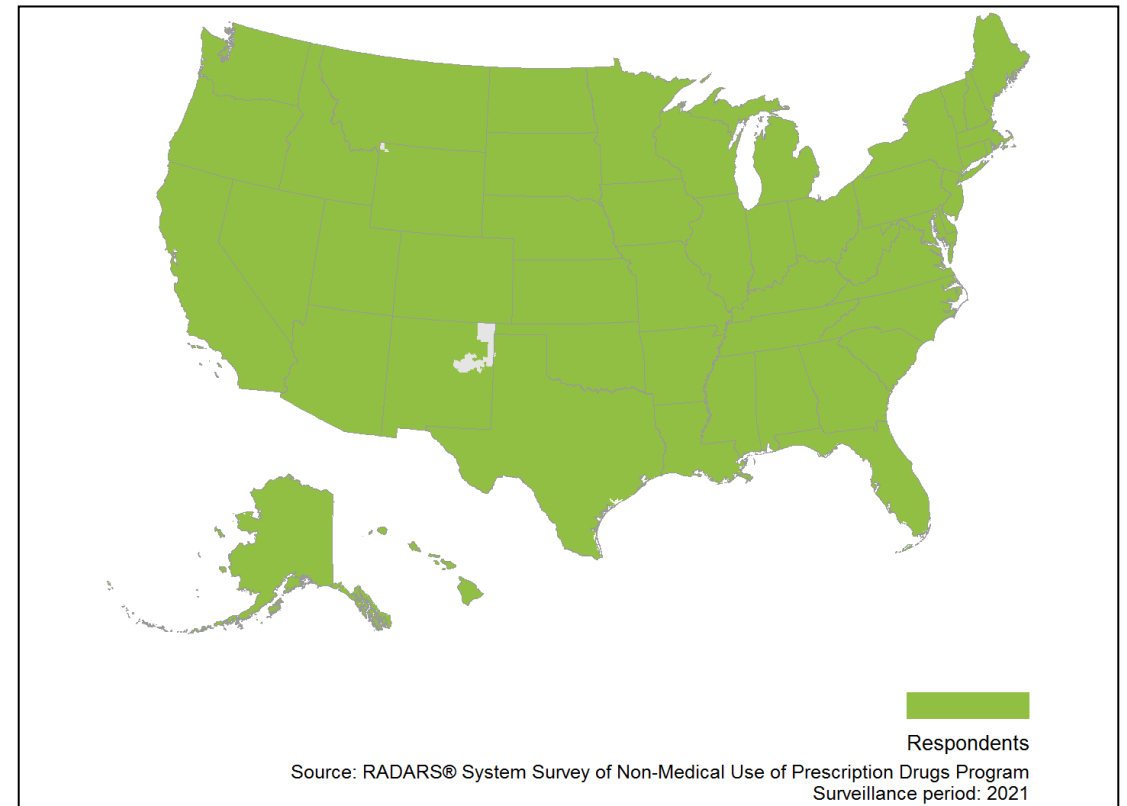 Respondents
Source: RADARS® System Survey of Non-Medical Use of Prescription Drugs Program
Surveillance period: 2021